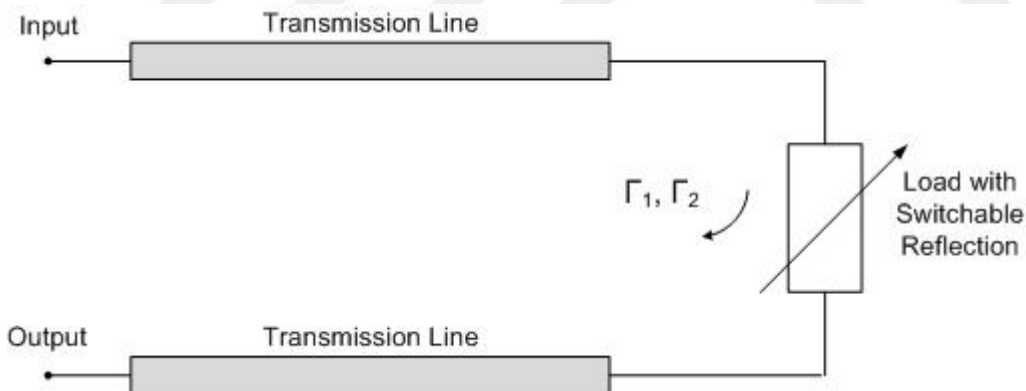 Input
Transmission Line
Γ1, Γ2
Load with
Switchable
Reflection
Output
Transmission Line